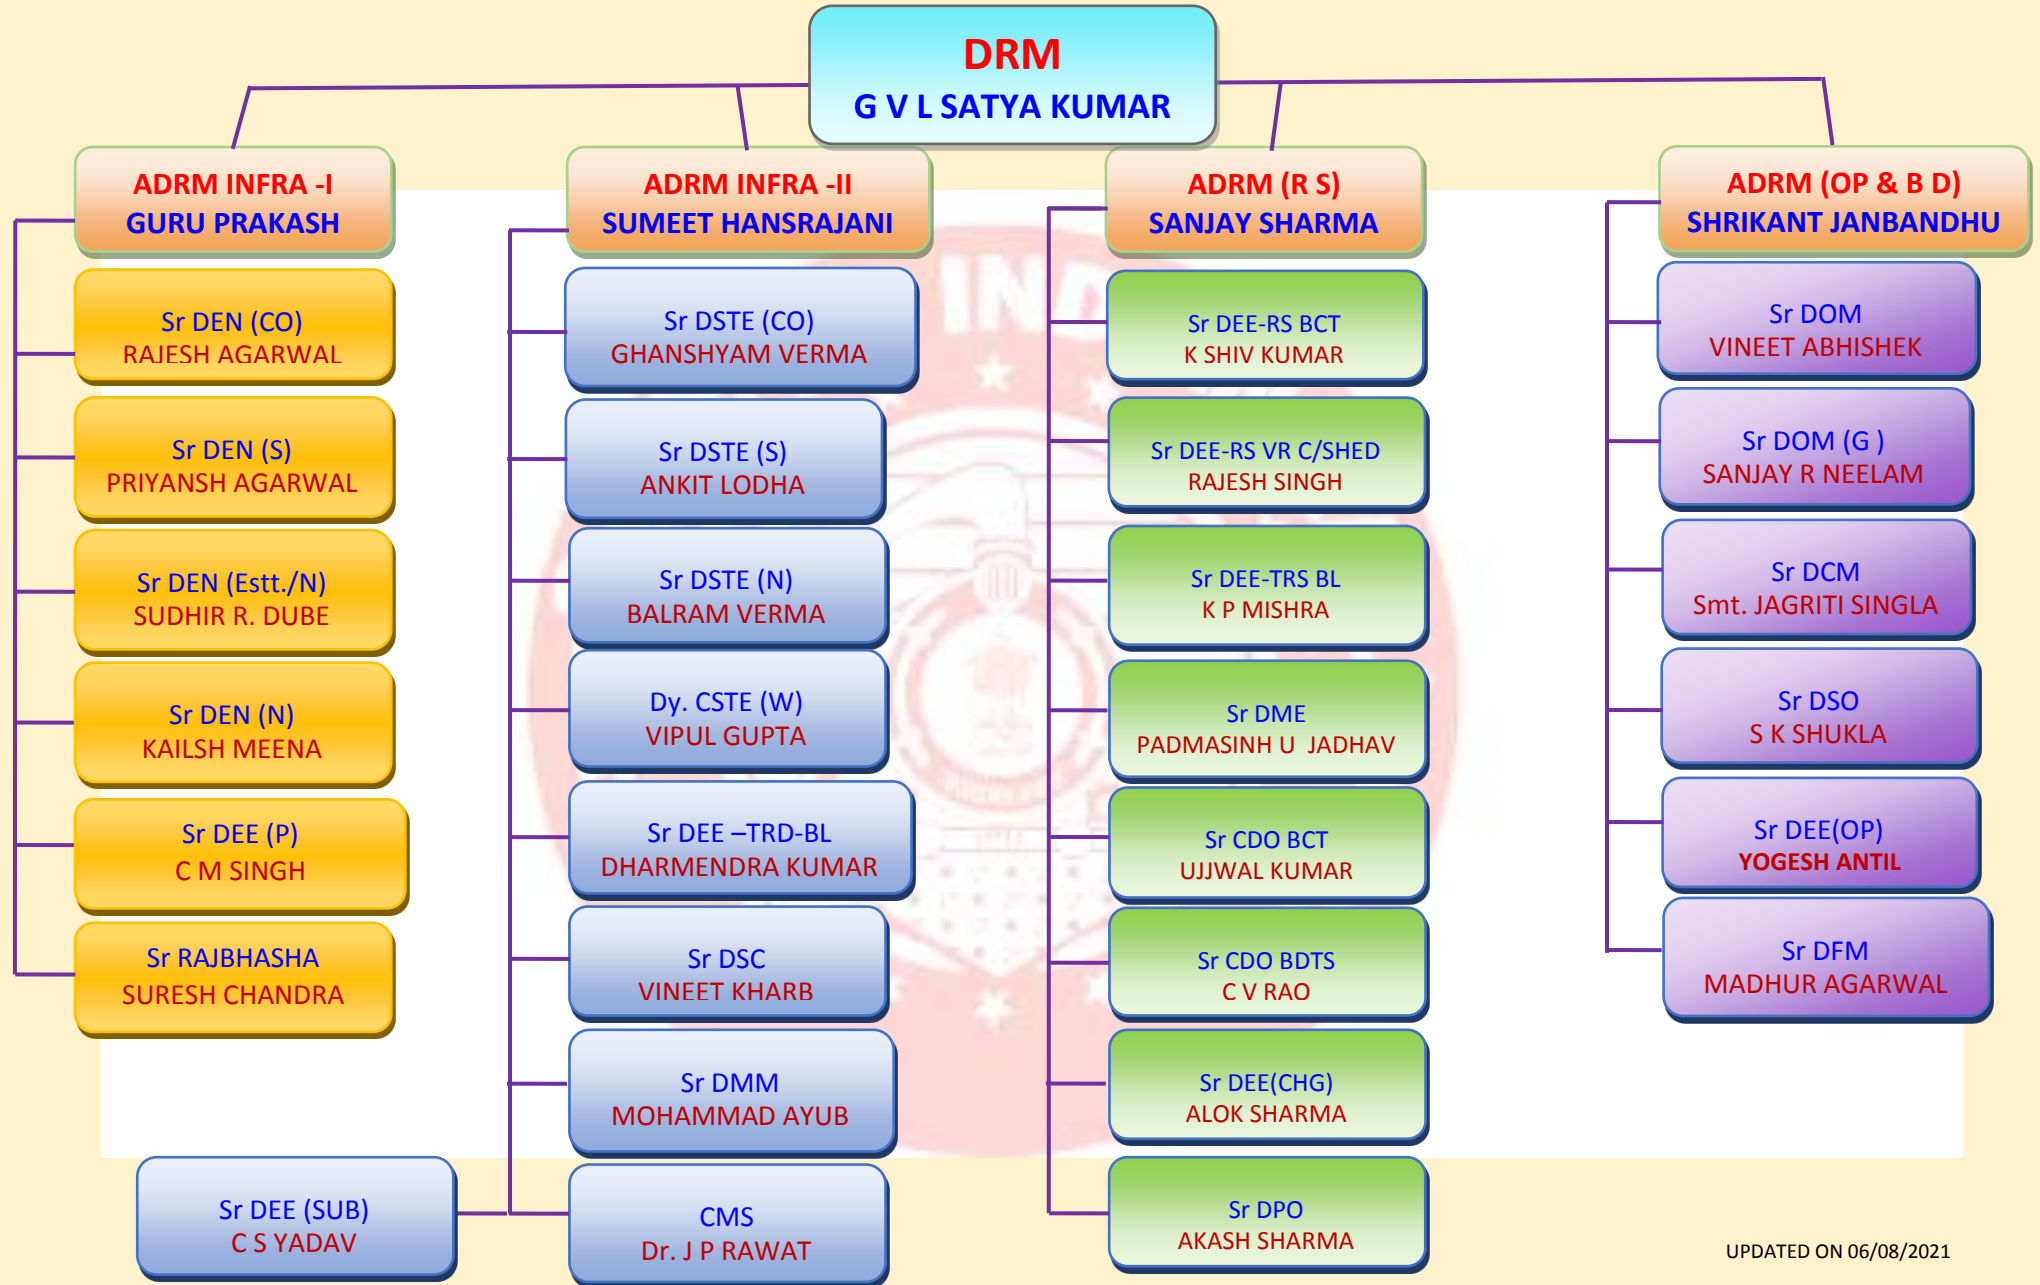 DRM
G V L SATYA KUMAR
ADRM INFRA -I
GURU PRAKASH
Sr DEN (CO)
RAJESH AGARWAL
Sr DEN (S)
PRIYANSH AGARWAL
Sr DEN (Estt./N)
SUDHIR R. DUBE
Sr DEN (N)
KAILSH MEENA
Sr DEE (P)
C M SINGH
Sr RAJBHASHA
SURESH CHANDRA
ADRM INFRA -II
SUMEET HANSRAJANI
Sr DSTE (CO)
GHANSHYAM VERMA
Sr DSTE (S)
ANKIT LODHA
Sr DSTE (N)
BALRAM VERMA
Dy. CSTE (W)
VIPUL GUPTA
Sr DEE –TRD-BL
DHARMENDRA KUMAR
Sr DSC
VINEET KHARB
Sr DMM
MOHAMMAD AYUB
Sr DEE (SUB)
C S YADAV
CMS
Dr. J P RAWAT
ADRM (R S)
SANJAY SHARMA
Sr DEE-RS BCT
K SHIV KUMAR
Sr DEE-RS VR C/SHED
RAJESH SINGH
Sr DEE-TRS BL
K P MISHRA
Sr DME
PADMASINH U  JADHAV
Sr CDO BCT
UJJWAL KUMAR
Sr CDO BDTS
C V RAO
Sr DEE(CHG)
ALOK SHARMA
Sr DPO
AKASH SHARMA
ADRM (OP & B D)
SHRIKANT JANBANDHU
Sr DOM
VINEET ABHISHEK
Sr DOM (G )
SANJAY R NEELAM
Sr DCM
Smt. JAGRITI SINGLA
Sr DSO
S K SHUKLA
Sr DEE(OP)
YOGESH ANTIL
Sr DFM
MADHUR AGARWAL
UPDATED ON 06/08/2021
IND